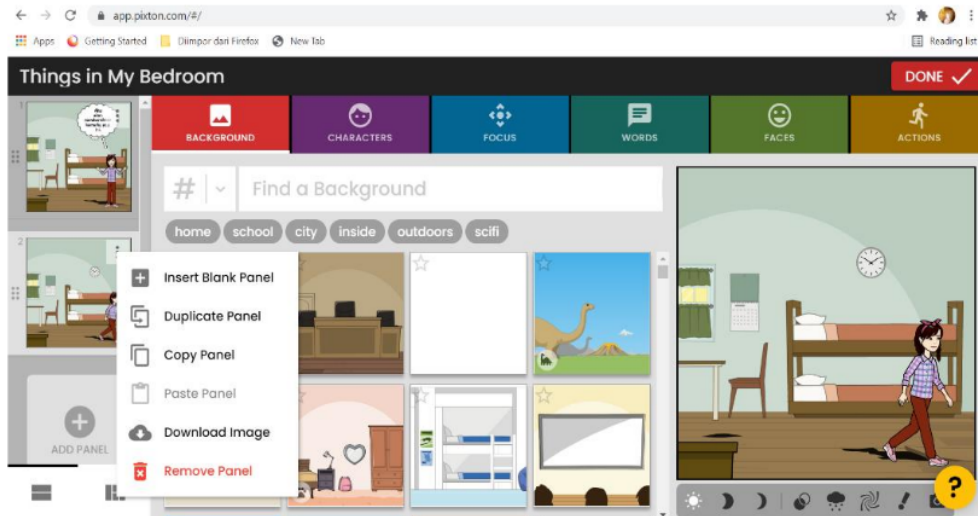 app.pixton.com/#/
Apps Getting Started Diimpor dari Firefox New Tab Reading list
Things in My Bedroom
DONE
BACKGROUND CHARACTERS FOCUS WORDS FACES ACTIONS
1
# Find a Background
home school city inside outdoors scifi
2
Insert Blank Panel
Duplicate Panel
Copy Panel
Paste Panel
Download Image
Remove Panel
ADD PANEL
?